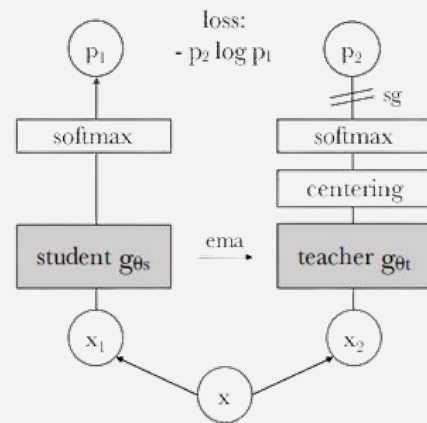 loss:
- p₂ log p₁
p₁
p₂
sg
softmax
softmax
centering
student gθs
ema
teacher gθt
x₁
x₂
x